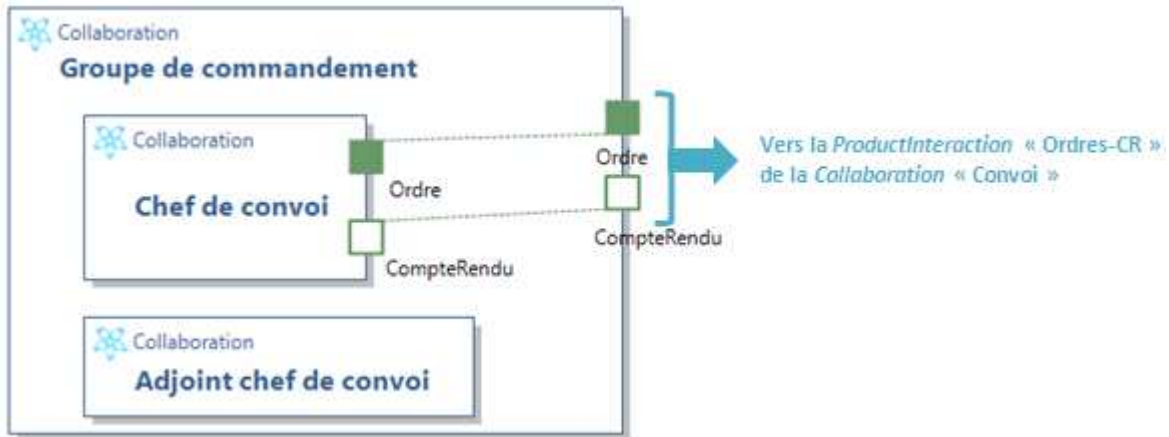 Collaboration
Groupe de commandement
Collaboration
Chef de convoi
Ordre
CompteRendu
Ordre
CompteRendu
Vers la ProductInteraction « Ordres-CR »
de la Collaboration « Convoi »
Collaboration
Adjoint chef de convoi